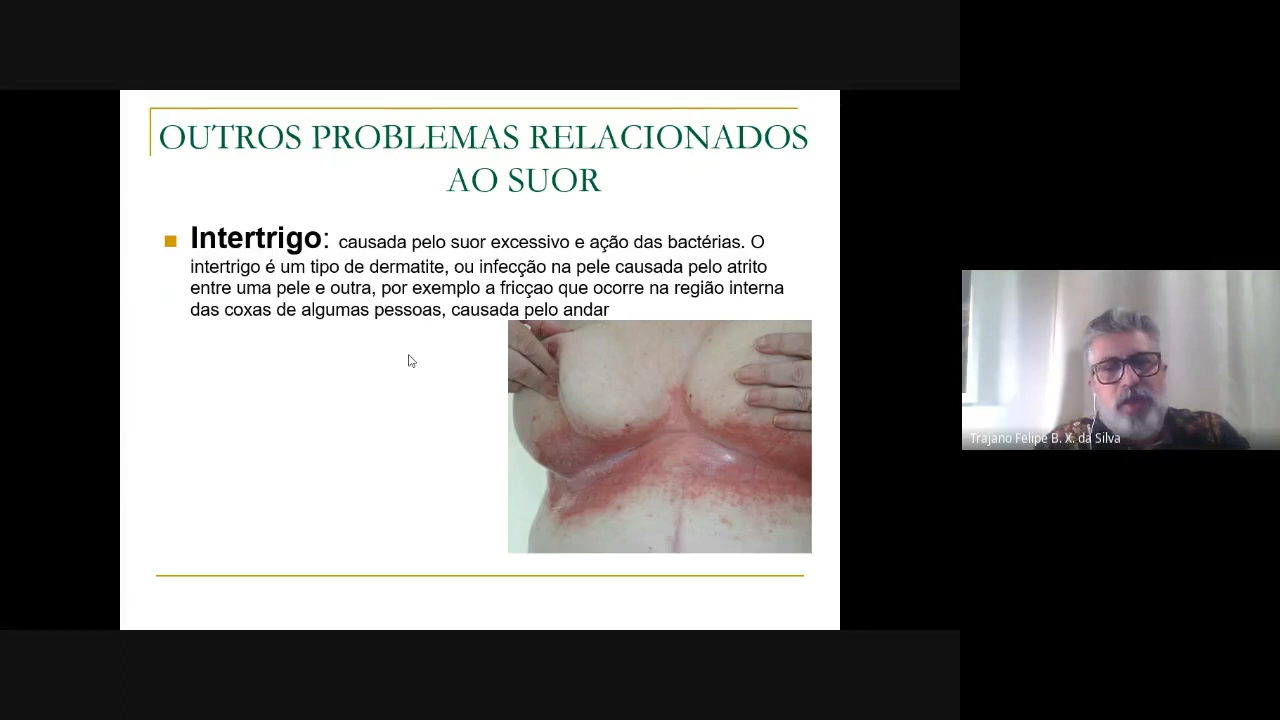 OUTROS PROBLEMAS RELACIONADOS
AO SUOR
Intertrigo: causada pelo suor excessivo e ação das bactérias. O
intertrigo é um tipo de dermatite, ou infecção na pele causada pelo atrito
entre uma pele e outra, por exemplo a fricçao que ocorre na região interna
das coxas de algumas pessoas, causada pelo andar
Trajano Felipe B. X. da Silva